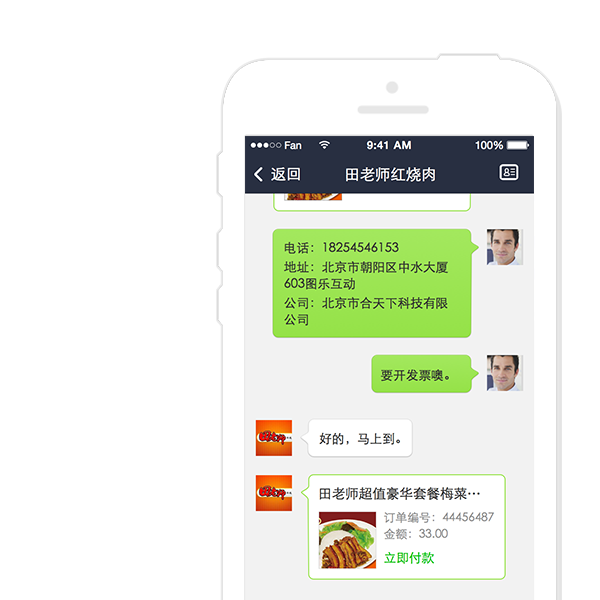 Fan 9:41 AM 100%
返回 田老师红烧肉
电话：18254546153
地址：北京市朝阳区中水大厦
603图乐互动
公司：北京市合天下科技有限
公司
要开发票噢。
好的，马上到。
田老师超值豪华套餐梅菜…
订单编号：44456487
金额：33.00
立即付款